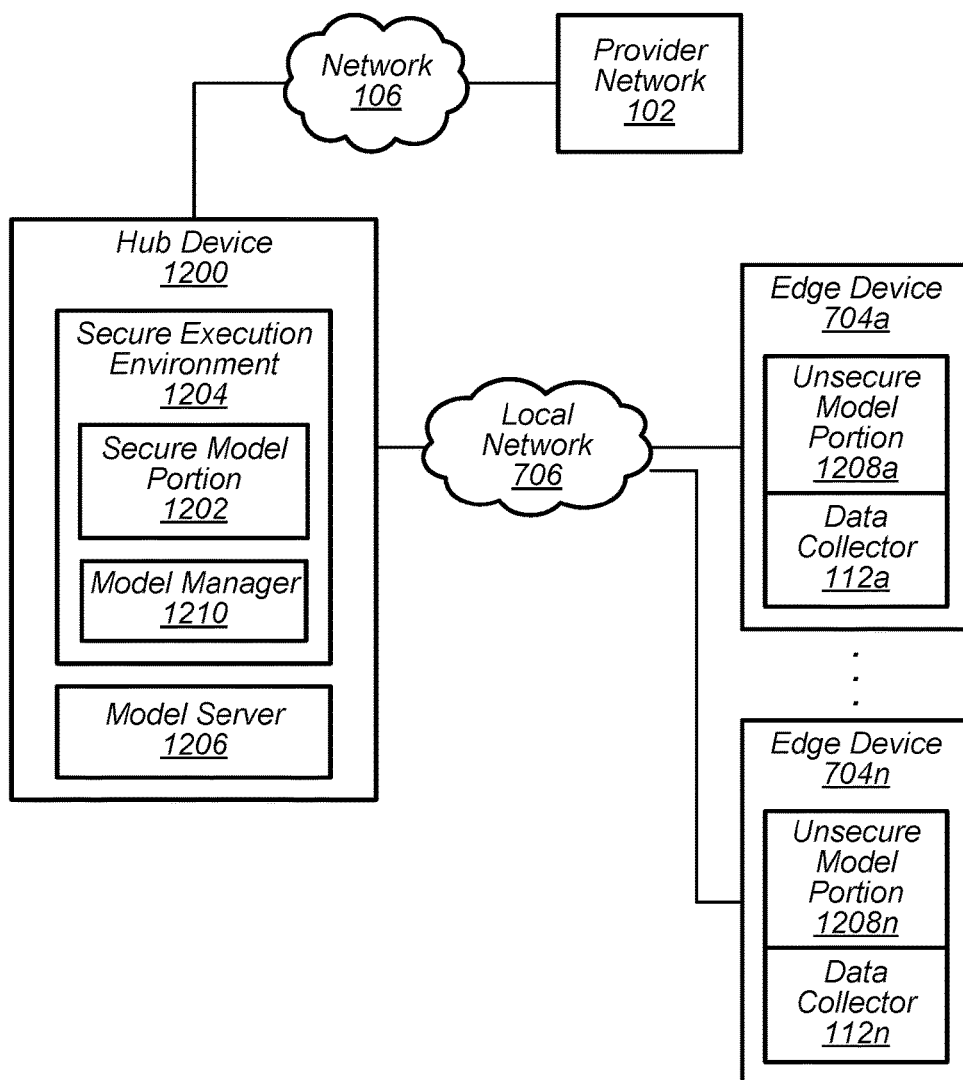 Network
106
Provider
Network
102
Hub Device
1200
Secure Execution
Environment
1204
Secure Model
Portion
1202
Model Manager
1210
Model Server
1206
Local
Network
706
Edge Device
704a
Unsecure
Model
Portion
1208a
Data
Collector
112a
Edge Device
704n
Unsecure
Model
Portion
1208n
Data
Collector
112n